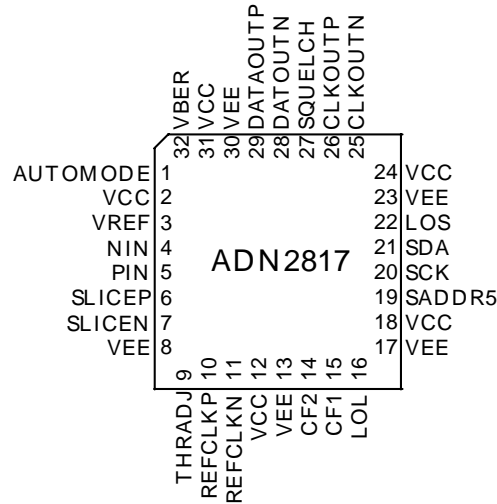 32 VBER
31 VCC
30 VEE
29 DATAOUTP
28 DATOUTN
27 SQUELCH
26 CLKOUTP
25 CLKOUTN
AUTOMODE 1
VCC 2
VREF 3
NIN 4
PIN 5
SLICEP 6
SLICEN 7
VEE 8
ADN2817
24 VCC
23 VEE
22 LOS
21 SDA
20 SCK
19 SADDR5
18 VCC
17 VEE
THRADJ 9
REFCLKP 10
REFCLKN 11
VCC 12
VEE 13
CF2 14
CF1 15
LOL 16